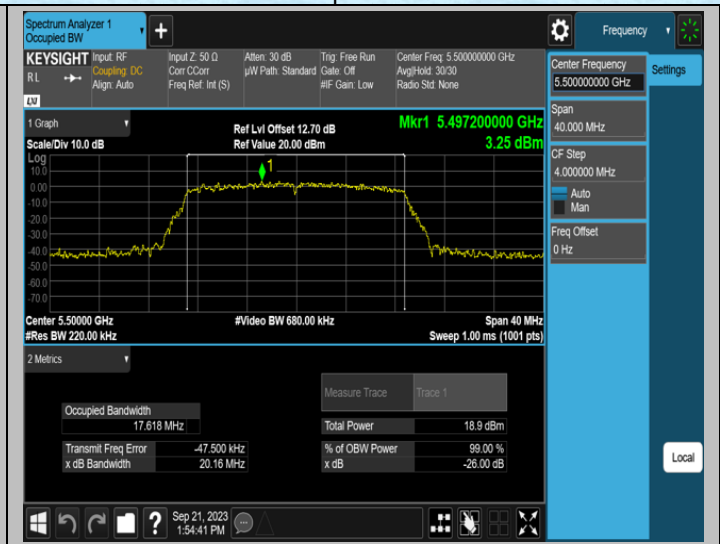 Spectrum Analyzer 1
Occupied BW
+
Frequency
KEYSIGHT
RL
LXI
Input: RF
Coupling: DC
Align: Auto
Input Z: 50 Ω
Corr CCorr
Freq Ref: Int (S)
Atten: 30 dB
µW Path: Standard
Trig: Free Run
Gate: Off
#IF Gain: Low
Center Freq: 5.500000000 GHz
Avg|Hold: 30/30
Radio Std: None
Center Frequency
5.500000000 GHz
Settings
Span
40.000 MHz
CF Step
4.000000 MHz
Auto
Man
Freq Offset
0 Hz
Local
1 Graph
Scale/Div 10.0 dB
Ref Lvl Offset 12.70 dB
Ref Value 20.00 dBm
Mkr1 5.497200000 GHz
3.25 dBm
Log
10.0
0.00
-10.0
-20.0
-30.0
-40.0
-50.0
-60.0
-70.0
1
Center 5.50000 GHz
#Res BW 220.00 kHz
#Video BW 680.00 kHz
Span 40 MHz
Sweep 1.00 ms (1001 pts)
2 Metrics
Measure Trace Trace 1
Occupied Bandwidth
17.618 MHz
Total Power 18.9 dBm
Transmit Freq Error -47.500 kHz
% of OBW Power 99.00 %
x dB Bandwidth 20.16 MHz
x dB -26.00 dB
?
Sep 21, 2023
1:54:41 PM